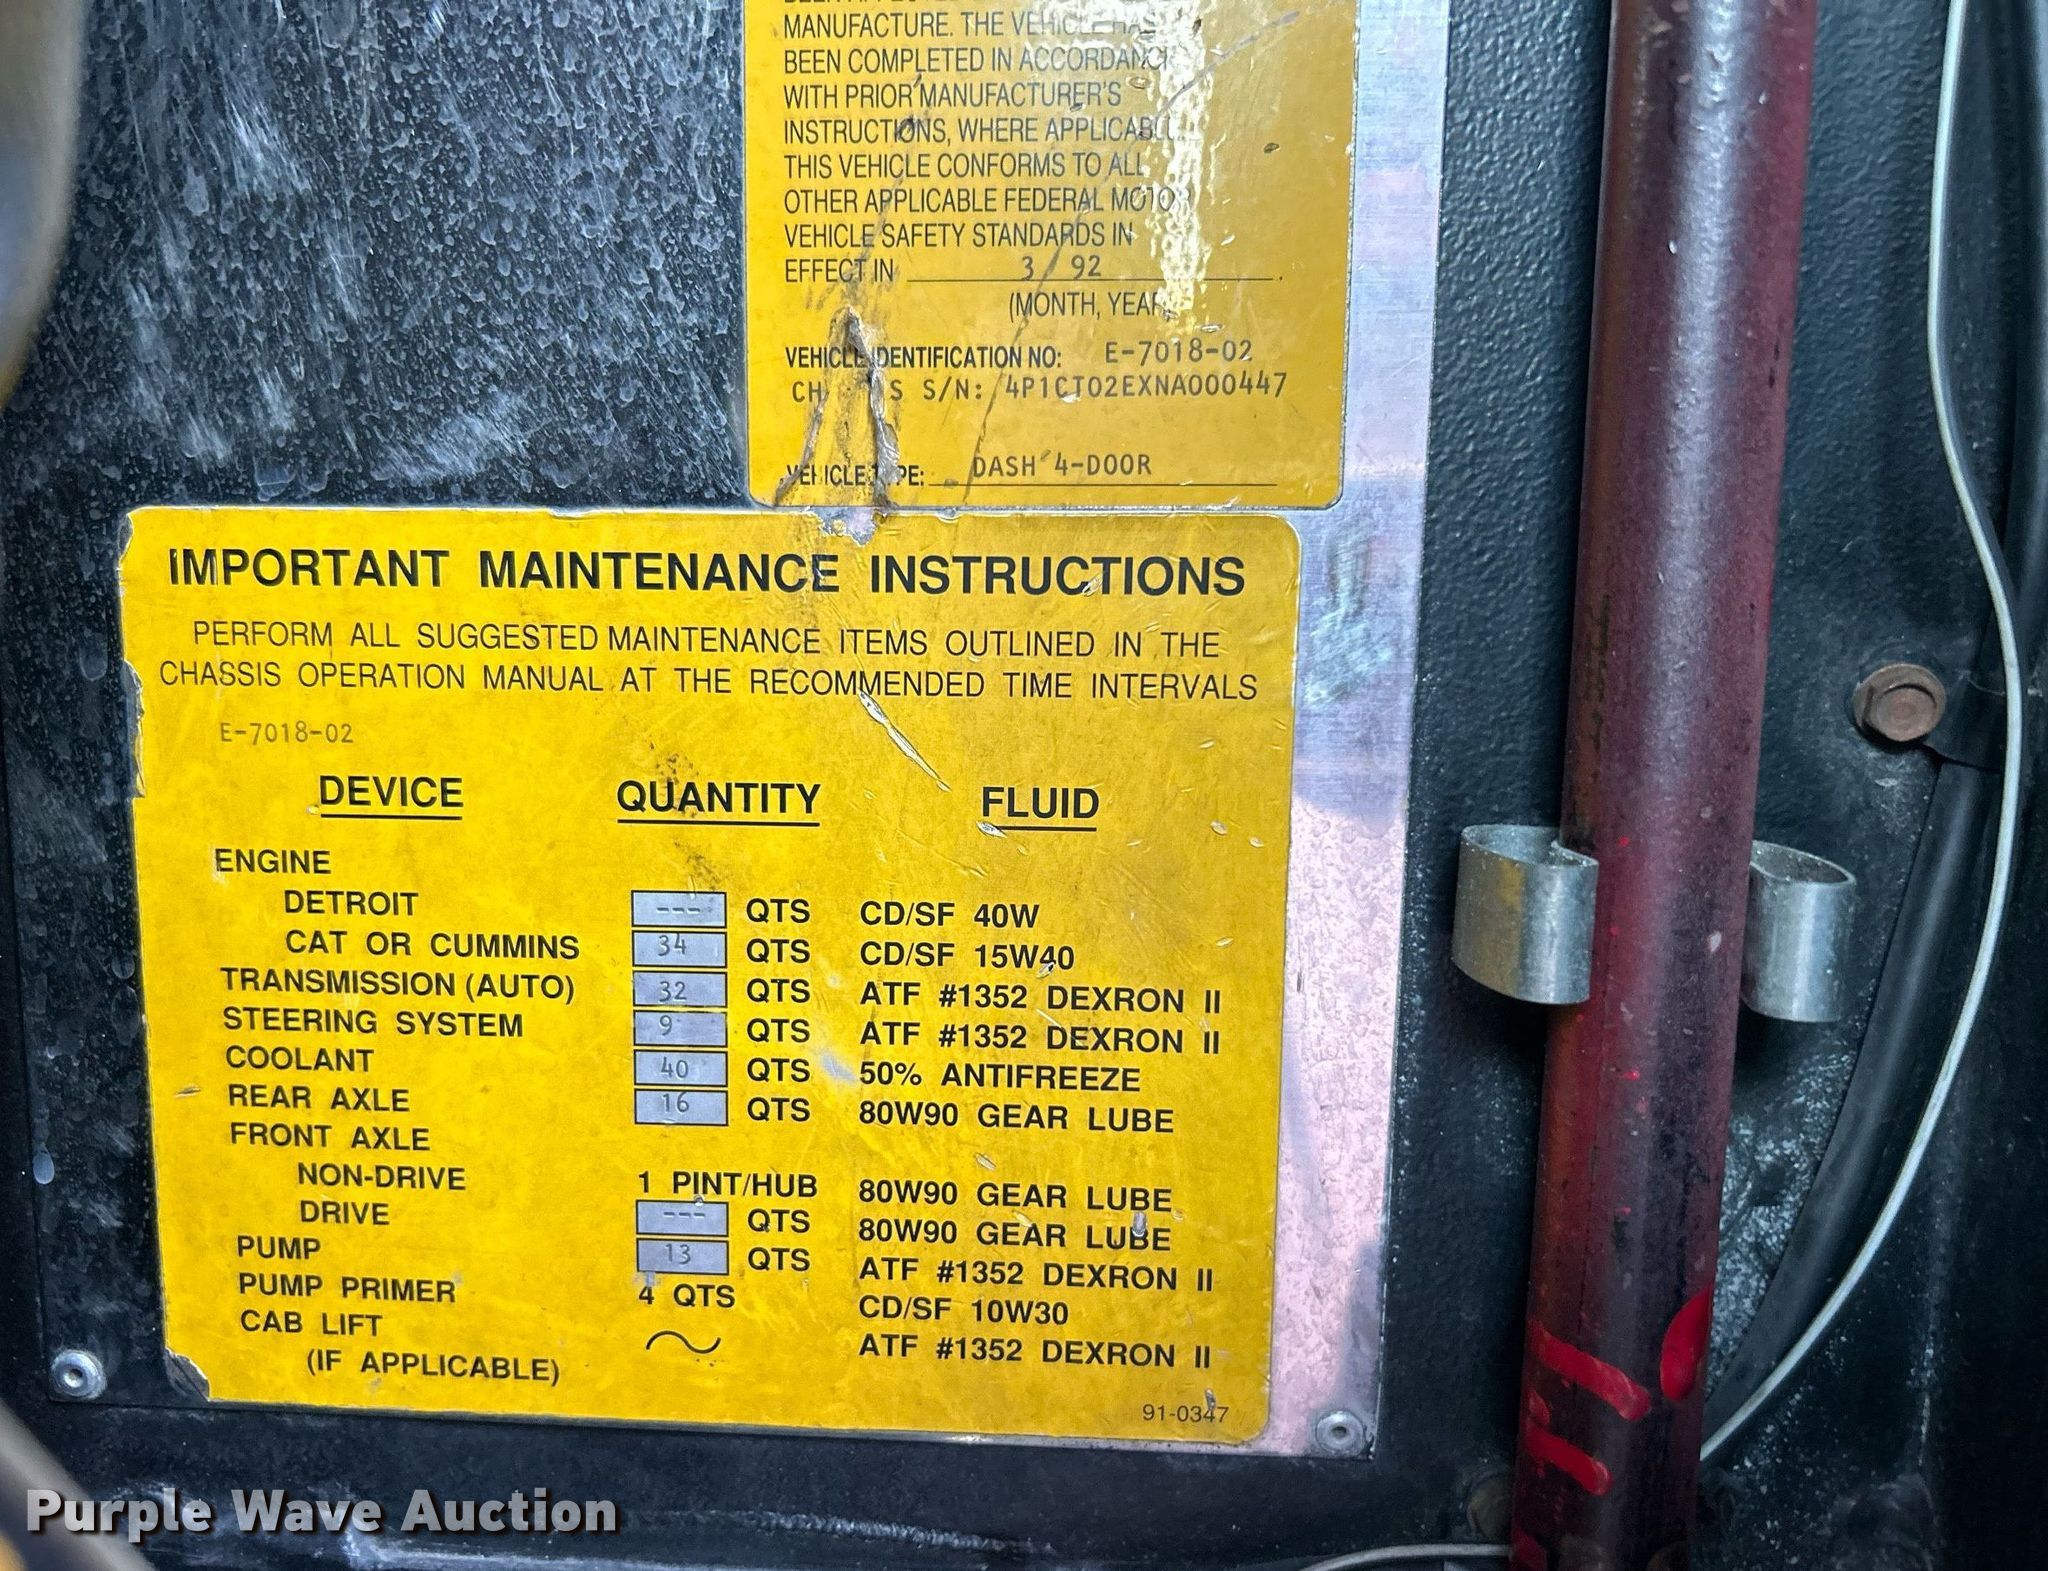 MANUFACTURE. THE VEHICLE HAS
BEEN COMPLETED IN ACCORDANCE
WITH PRIOR MANUFACTURER'S
INSTRUCTIONS, WHERE APPLICABLE.
THIS VEHICLE CONFORMS TO ALL
OTHER APPLICABLE FEDERAL MOTOR
VEHICLE SAFETY STANDARDS IN
EFFECT IN 3 / 92.
(MONTH, YEAR)
VEHICLE IDENTIFICATION NO: E-7018-02
S/N: 4P1CT02EXNA000447
VEHICLE TYPE: DASH 4-DOOR
IMPORTANT MAINTENANCE INSTRUCTIONS
PERFORM ALL SUGGESTED MAINTENANCE ITEMS OUTLINED IN THE
CHASSIS OPERATION MANUAL AT THE RECOMMENDED TIME INTERVALS
E-7018-02
DEVICE QUANTITY FLUID
ENGINE
DETROIT --- QTS CD/SF 40W
CAT OR CUMMINS 34 QTS CD/SF 15W40
TRANSMISSION (AUTO) 32 QTS ATF #1352 DEXRON II
STEERING SYSTEM 9 QTS ATF #1352 DEXRON II
COOLANT 40 QTS 50% ANTIFREEZE
REAR AXLE 16 QTS 80W90 GEAR LUBE
FRONT AXLE
NON-DRIVE 1 PINT/HUB 80W90 GEAR LUBE
DRIVE --- QTS 80W90 GEAR LUBE
PUMP 13 QTS ATF #1352 DEXRON II
PUMP PRIMER 4 QTS CD/SF 10W30
CAB LIFT ~ ATF #1352 DEXRON II
(IF APPLICABLE)
91-0347
Purple Wave Auction